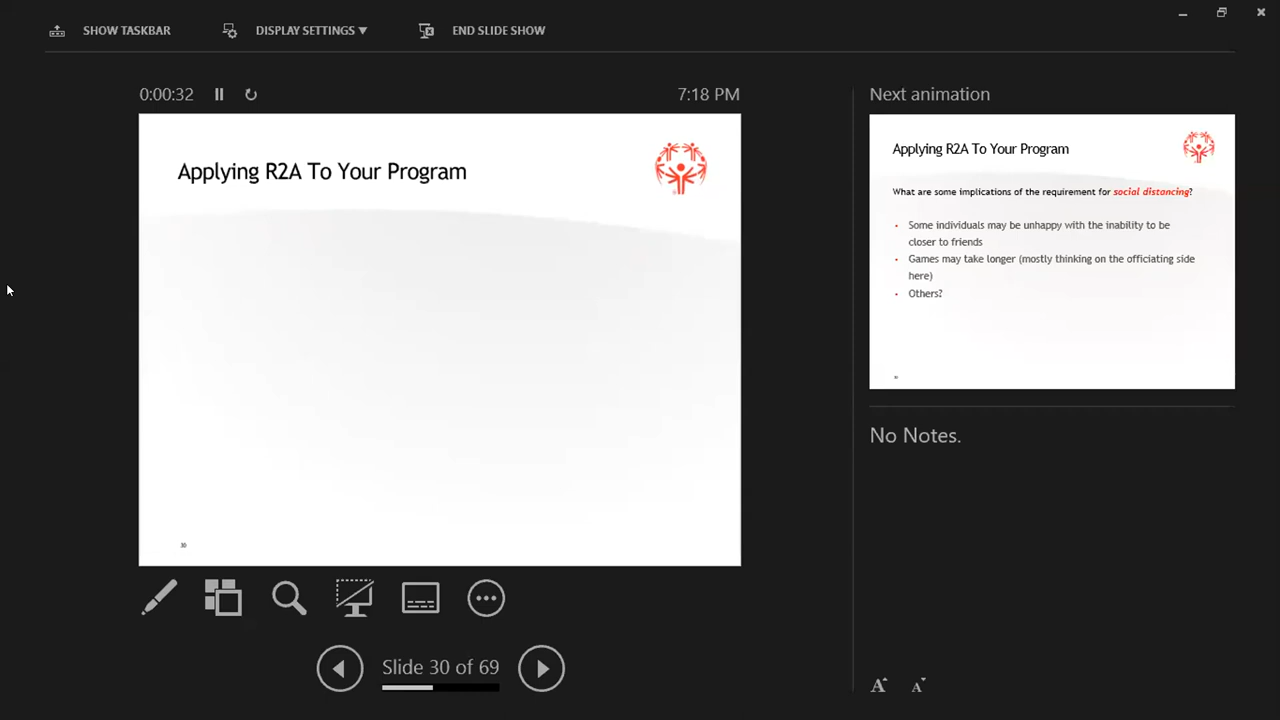 SHOW TASKBAR
DISPLAY SETTINGS ▼
END SLIDE SHOW
0:00:32
7:18 PM
Applying R2A To Your Program
30
Next animation
Applying R2A To Your Program
What are some implications of the requirement for social distancing?
• Some individuals may be unhappy with the inability to be
closer to friends
• Games may take longer (mostly thinking on the officiating side
here)
• Others?
No Notes.
Slide 30 of 69
A A